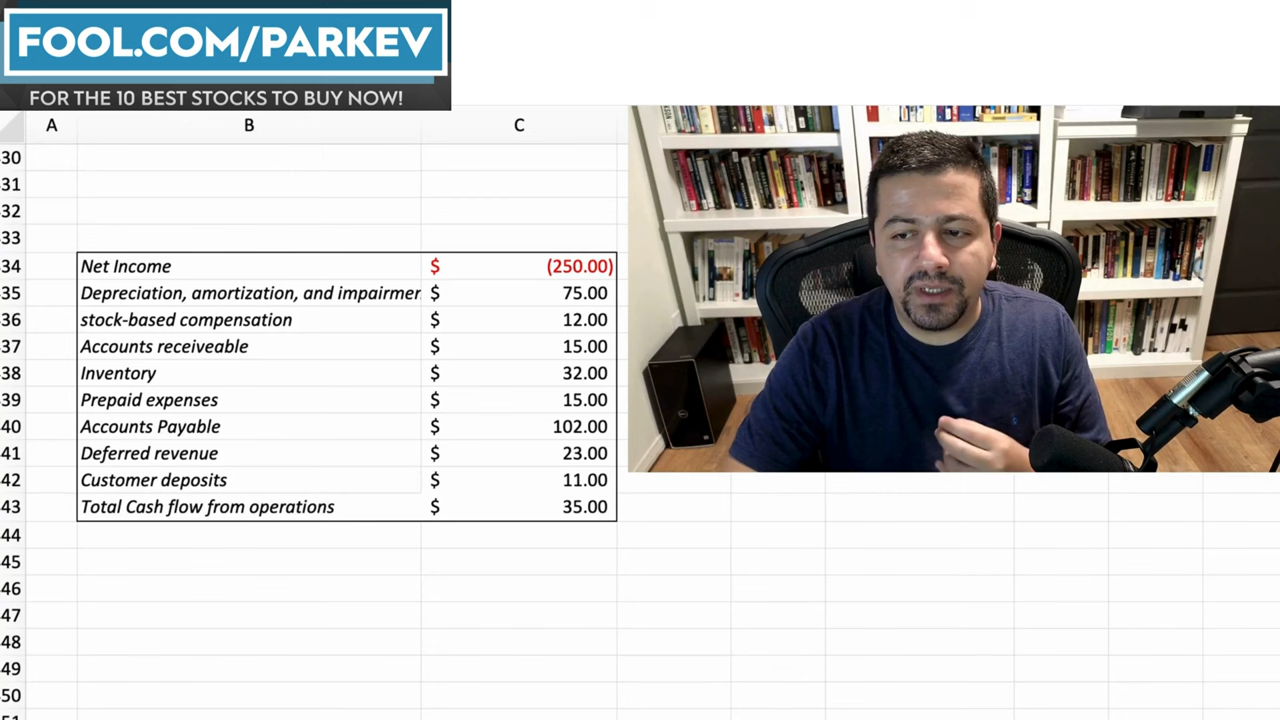 FOOL.COM/PARKEV
FOR THE 10 BEST STOCKS TO BUY NOW!
A B C
30
31
32
33
34 Net Income $ (250.00)
35 Depreciation, amortization, and impairmen $ 75.00
36 stock-based compensation $ 12.00
37 Accounts receiveable $ 15.00
38 Inventory $ 32.00
39 Prepaid expenses $ 15.00
40 Accounts Payable $ 102.00
41 Deferred revenue $ 23.00
42 Customer deposits $ 11.00
43 Total Cash flow from operations $ 35.00
44
45
46
47
48
49
50